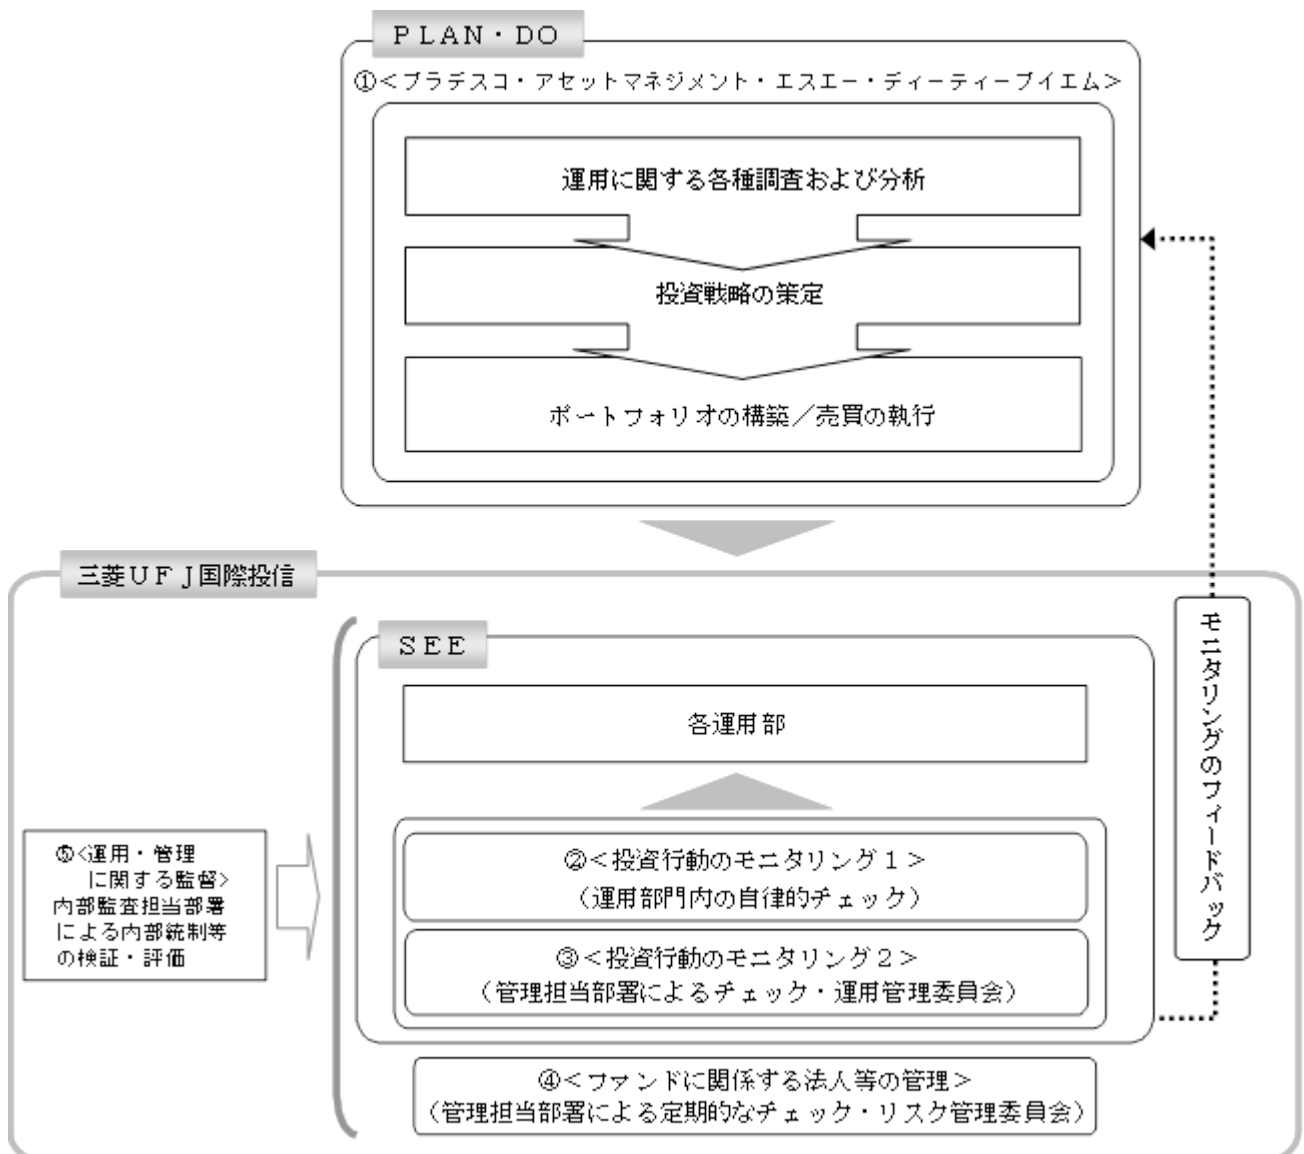 ＰＬＡＮ・ＤＯ
①＜ブラデスコ・アセットマネジメント・エスエー・ディーティーブイエム＞
運用に関する各種調査および分析
投資戦略の策定
ポートフォリオの構築／売買の執行
三菱ＵＦＪ国際投信
ＳＥＥ
各運用部
②＜投資行動のモニタリング１＞
（運用部門内の自律的チェック）
③＜投資行動のモニタリング２＞
（管理担当部署によるチェック・運用管理委員会）
④＜ファンドに関係する法人等の管理＞
（管理担当部署による定期的なチェック・リスク管理委員会）
⑤＜運用・管理
に関する監督＞
内部監査担当部署
による内部統制等
の検証・評価
モニタリングのフィードバック